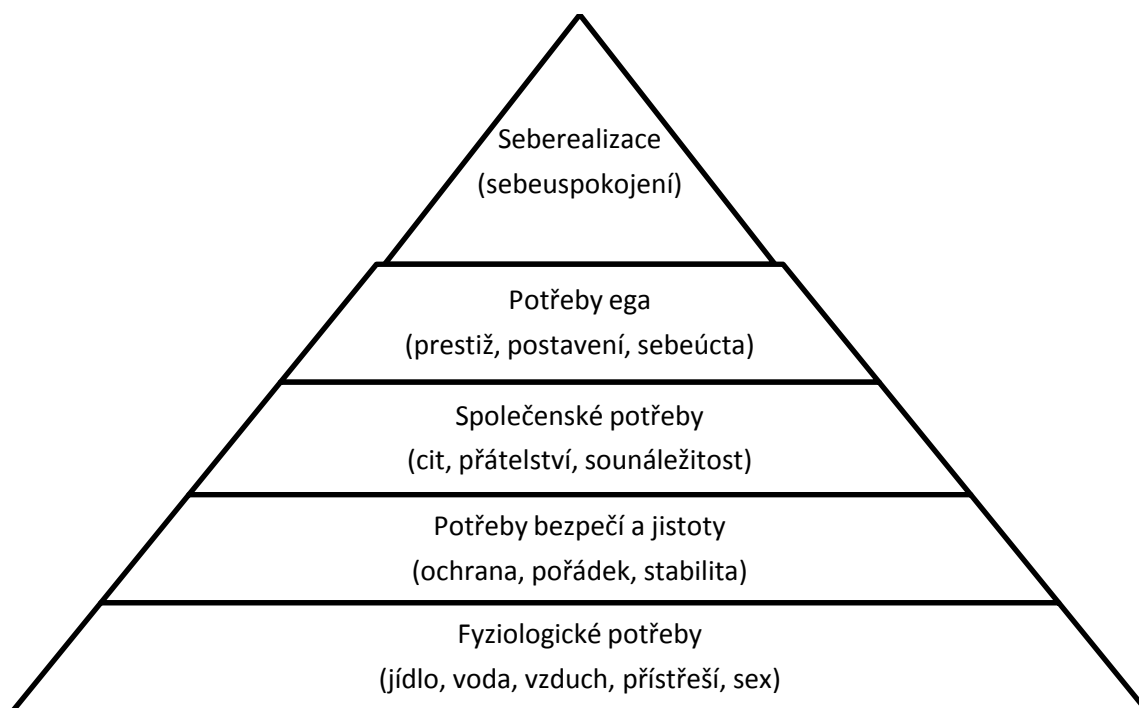 Seberealizace
(sebeuspokojení)
Potřeby ega
(prestiž, postavení, sebeúcta)
Společenské potřeby
(cit, přátelství, sounáležitost)
Potřeby bezpečí a jistoty
(ochrana, pořádek, stabilita)
Fyziologické potřeby
(jídlo, voda, vzduch, přístřeší, sex)